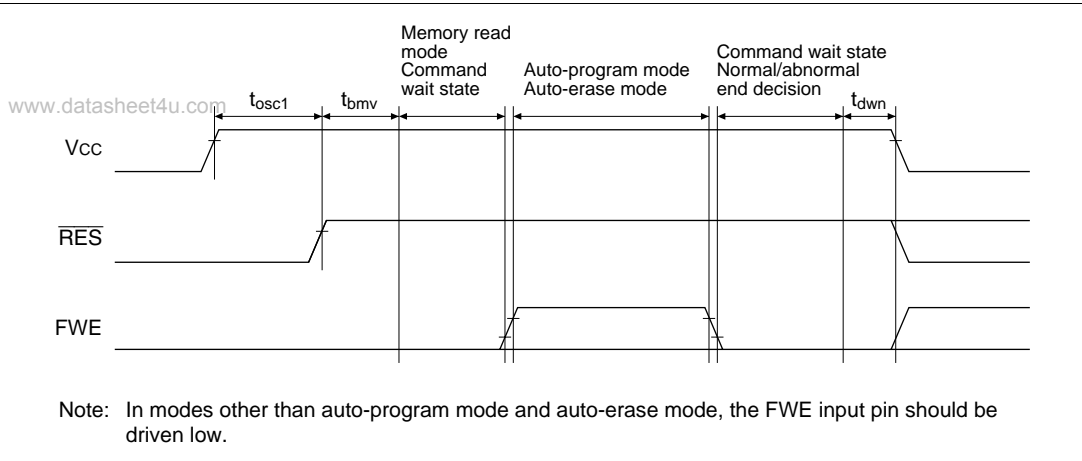 Memory read
mode
Command
wait state
Auto-program mode
Auto-erase mode
Command wait state
Normal/abnormal
end decision
www.datasheet4u.com
tosc1
tbmv
tdwn
VCC
RES
FWE
Note: In modes other than auto-program mode and auto-erase mode, the FWE input pin should be
driven low.